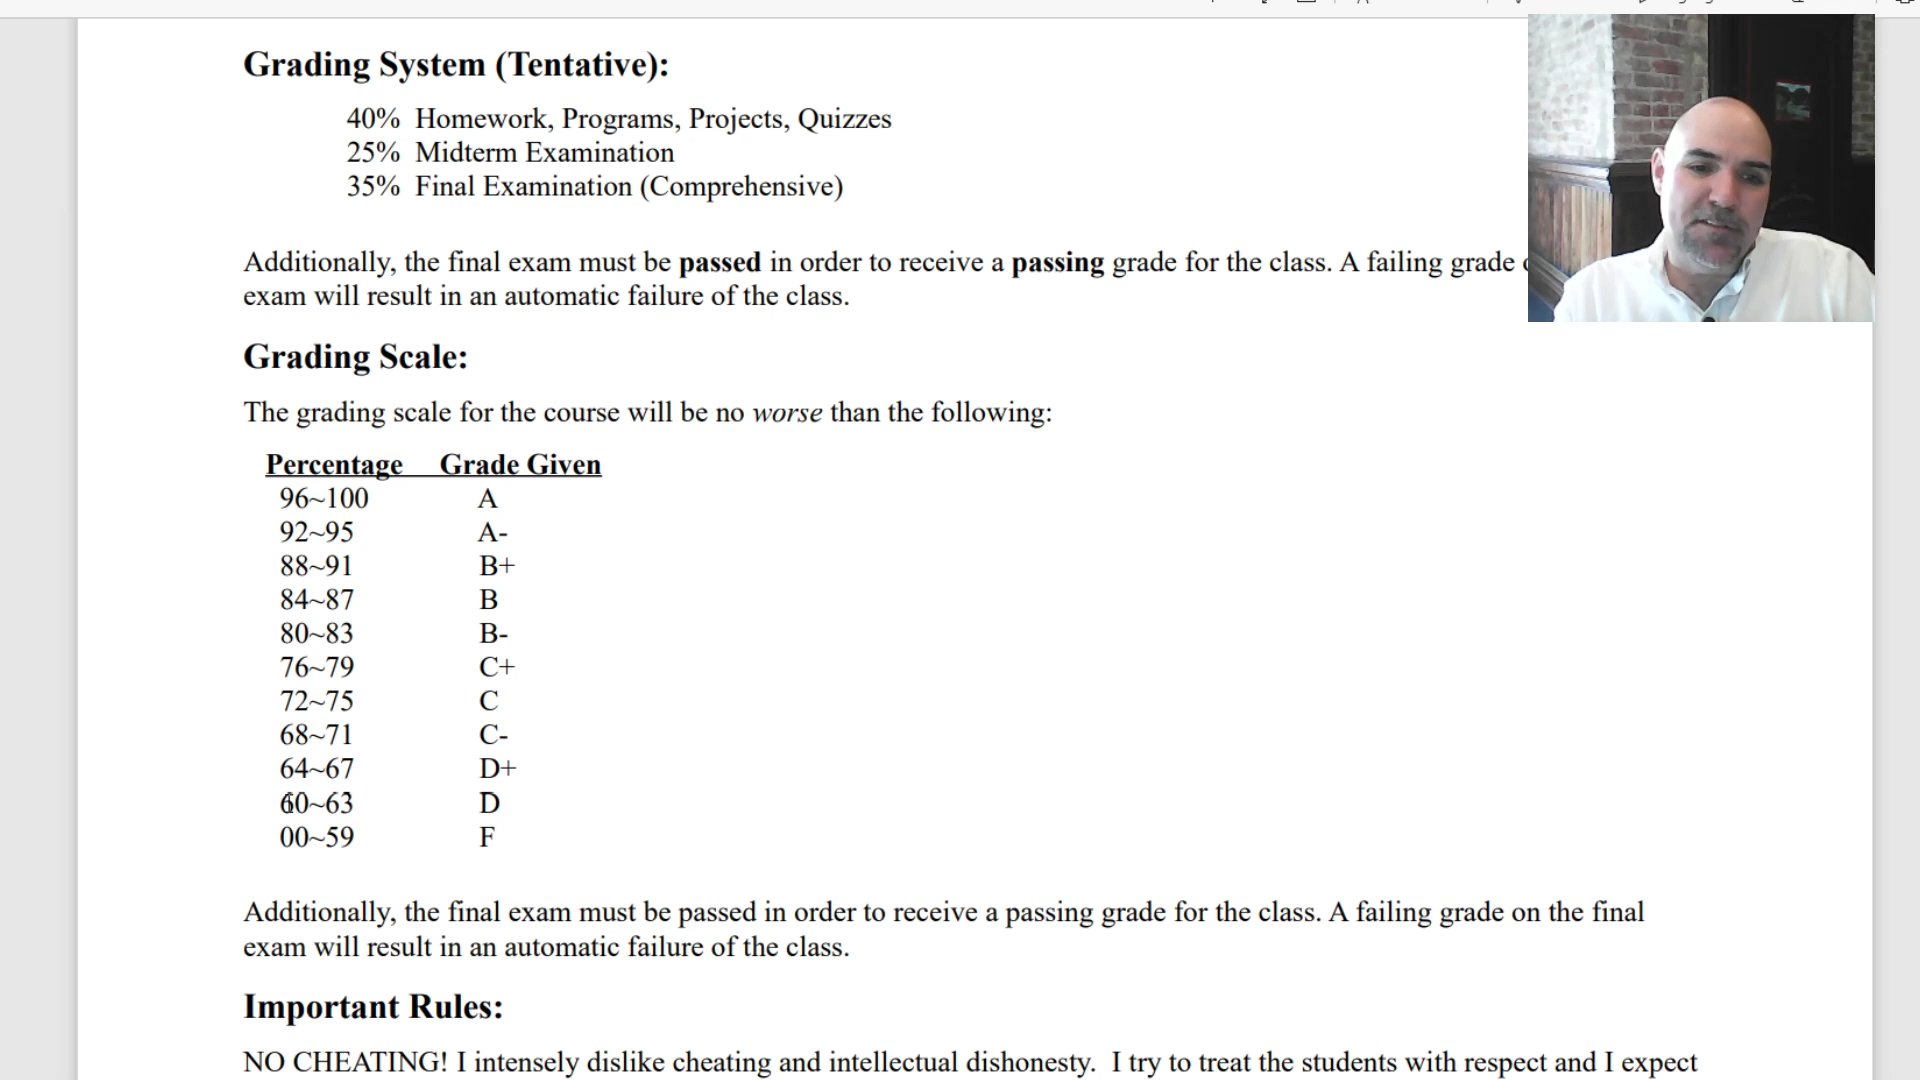 Grading System (Tentative):
40% Homework, Programs, Projects, Quizzes
25% Midterm Examination
35% Final Examination (Comprehensive)
Additionally, the final exam must be passed in order to receive a passing grade for the class. A failing grade
exam will result in an automatic failure of the class.
Grading Scale:
The grading scale for the course will be no worse than the following:
Percentage Grade Given
96~100 A
92~95 A-
88~91 B+
84~87 B
80~83 B-
76~79 C+
72~75 C
68~71 C-
64~67 D+
60~63 D
00~59 F
Additionally, the final exam must be passed in order to receive a passing grade for the class. A failing grade on the final
exam will result in an automatic failure of the class.
Important Rules:
NO CHEATING! I intensely dislike cheating and intellectual dishonesty. I try to treat the students with respect and I expect